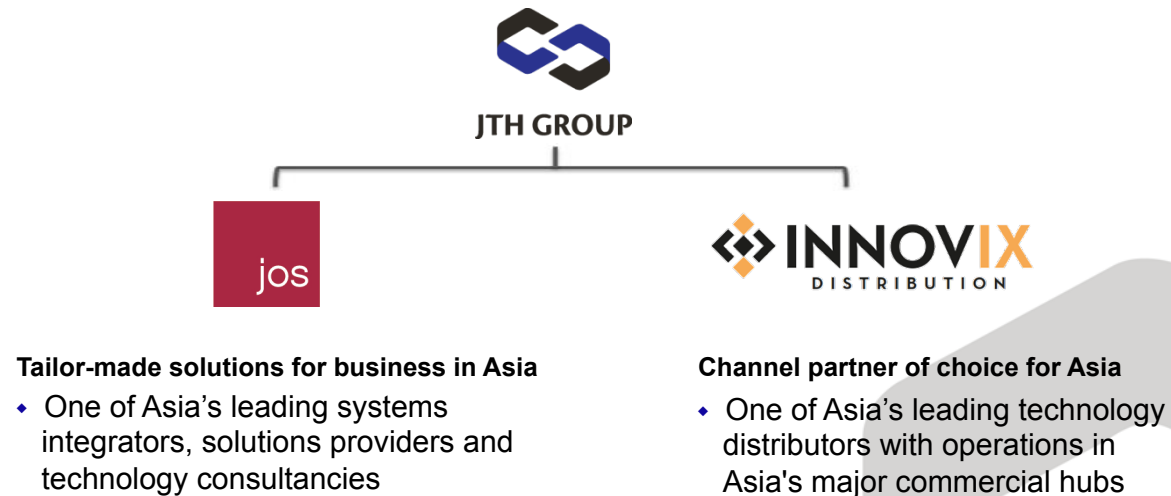 JTH GROUP
jos
INNOVIX
DISTRIBUTION
Tailor-made solutions for business in Asia
One of Asia’s leading systems
integrators, solutions providers and
technology consultancies
Channel partner of choice for Asia
One of Asia’s leading technology
distributors with operations in
Asia's major commercial hubs